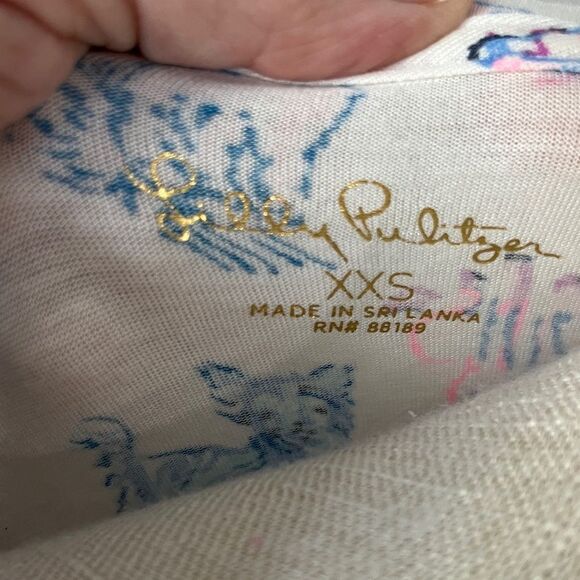 Lilly Pulitzer
XXS
MADE IN SRI LANKA
RN# 88189